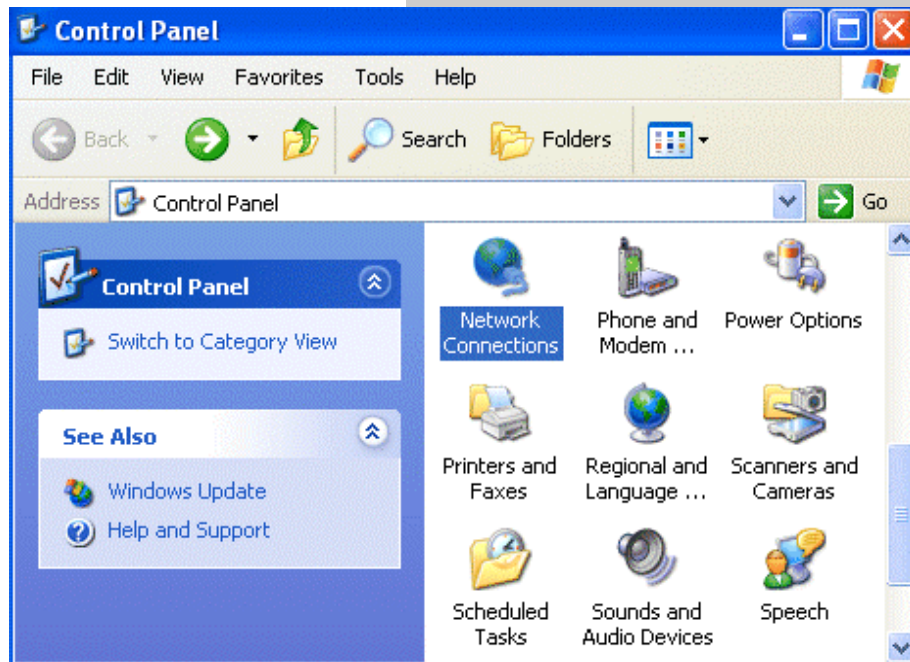 Control Panel
File Edit View Favorites Tools Help
Back Search Folders
Address Control Panel Go
Control Panel
Switch to Category View
See Also
Windows Update
Help and Support
Network Connections
Phone and Modem ...
Power Options
Printers and Faxes
Regional and Language ...
Scanners and Cameras
Scheduled Tasks
Sounds and Audio Devices
Speech